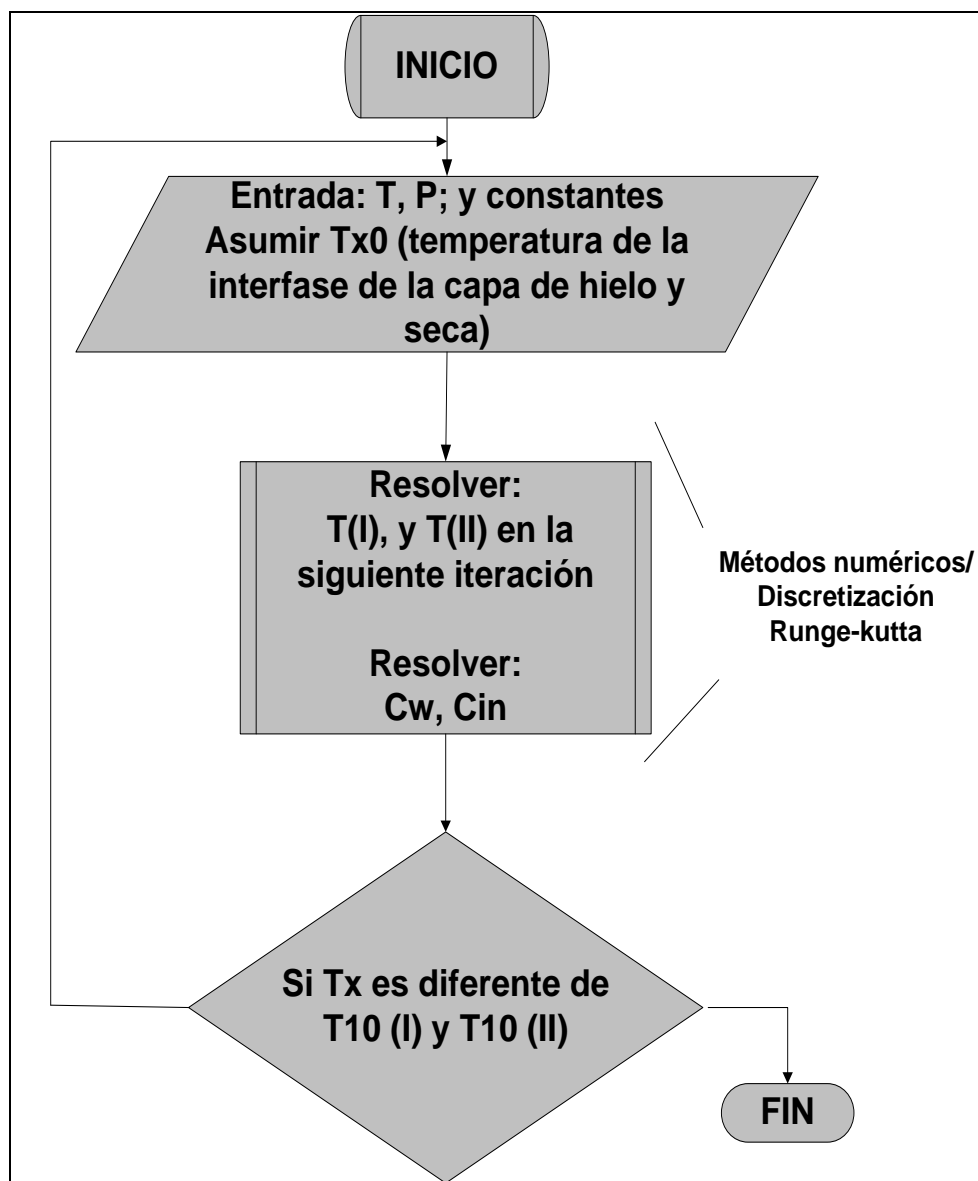 INICIO
Entrada: T, P; y constantes
Asumir Tx0 (temperatura de la
interfase de la capa de hielo y
seca)
Resolver:
T(I), y T(II) en la
siguiente iteración
Resolver:
Cw, Cin
Métodos numéricos/
Discretización
Runge-kutta
Si Tx es diferente de
T10 (I) y T10 (II)
FIN